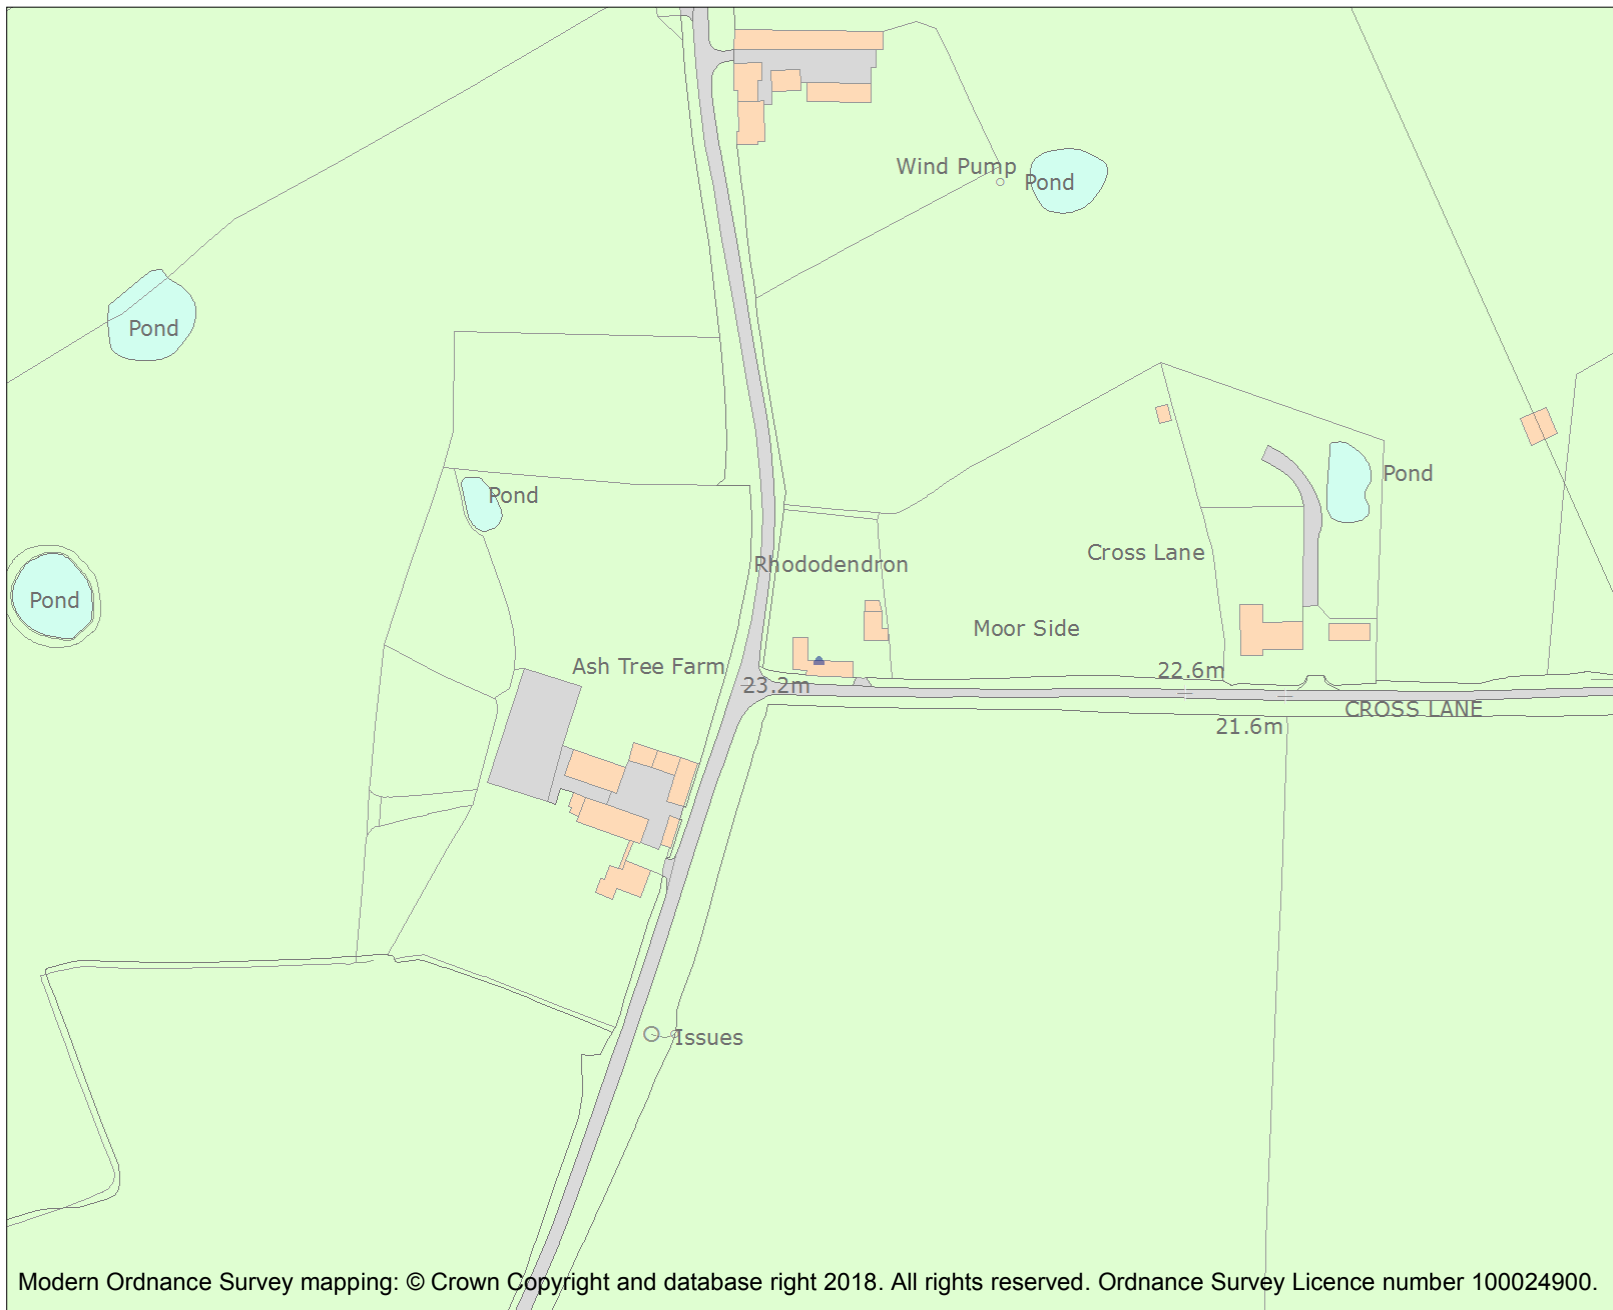 Wind Pump
Pond
Pond
Pond
Pond
Cross Lane
Rhododendron
Pond
Moor Side
Ash Tree Farm
22.6m
23.2m
CROSS LANE
21.6m
Issues
Modern Ordnance Survey mapping: © Crown Copyright and database right 2018. All rights reserved. Ordnance Survey Licence number 100024900.